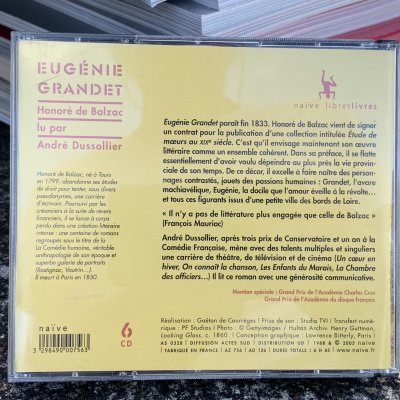 EUGÉNIE
GRANDET
Honoré de Balzac
lu par
André Dussollier
Honoré de Balzac, né à Tours
en 1799, abandonne ses études
de droit pour tenter, sous divers
pseudonymes, une carrière
d'écrivain. Poursuivi par les
créanciers à la suite de revers
financiers, il se lance à corps
perdu dans une création littéraire
intense : une centaine de romans
regroupés sous le titre de la
La Comédie humaine, véritable
anthropologie de son époque et
superbe galerie de portraits
(Rastignac, Vautrin...).
Il meurt à Paris en 1850.
naïve libreslivres
Eugénie Grandet paraît fin 1833. Honoré de Balzac vient de signer
un contrat pour la publication d'une collection intitulée Étude de
mœurs au XIXe siècle. C'est qu'il envisage maintenant son œuvre
littéraire comme un ensemble cohérent. Dans sa préface, il se flatte
essentiellement d'avoir voulu dépeindre au plus près la vie provin-
ciale de son temps. De ce décor, il excelle à faire naître des person-
nages contrastés, jouets des passions humaines : Grandet, l'avare
machiavélique, Eugénie, la docile que l'amour éveille à la révolte...
et tous ces figurants issus d'une petite ville des bords de Loire.
« Il n'y a pas de littérature plus engagée que celle de Balzac »
(François Mauriac)
André Dussollier, après trois prix de Conservatoire et un an à la
Comédie Française, mène avec des talents multiples et singuliers
une carrière de théâtre, de télévision et de cinéma (Un cœur en
hiver, On connaît la chanson, Les Enfants du Marais, La Chambre
des officiers...) Il lit ce roman avec une générosité communicative.
Mention spéciale : Grand Prix de l'Académie Charles Cros
Grand Prix de l'Académie du disque français
naïve
6
CD
3 298490 007563
Réalisation : Gaëtan de Courrèges | Prise de son : Studio TVI | Transfert numé-
rique : PF Studios | Photo : © Gettyimages / Hulton Archiv. Henry Guttman,
Looking Glass, c. 1860. | Conception graphique : Lawrence Bitterly, Paris |
AS 0328 | DIFFUSION ACTES SUD | UD 10 | 1988 & © 2003 NAÏVE
FABRIQUÉ EN FRANCE | AZ 756 | AD 126 | DURÉE TOTALE : 6 H 45 | WWW.NAIVE.FR